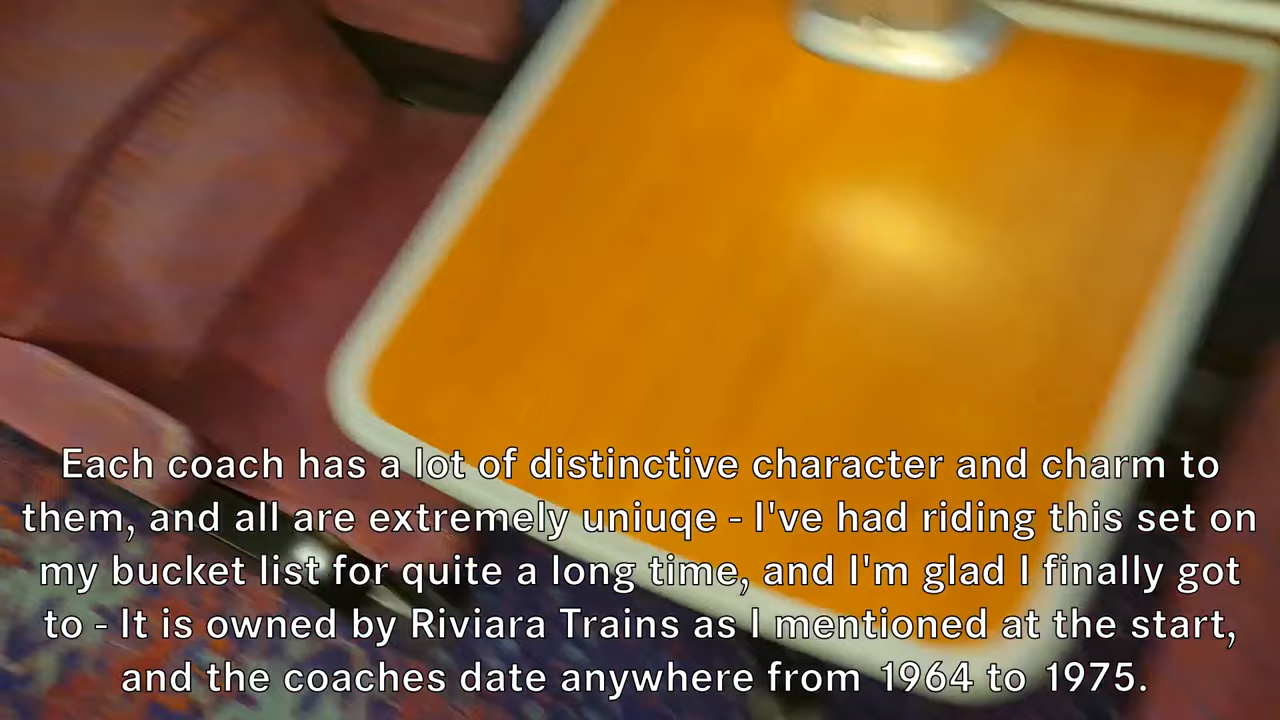 Each coach has a lot of distinctive character and charm to
them, and all are extremely uniuqe - I've had riding this set on
my bucket list for quite a long time, and I'm glad I finally got
to - It is owned by Riviara Trains as I mentioned at the start,
and the coaches date anywhere from 1964 to 1975.